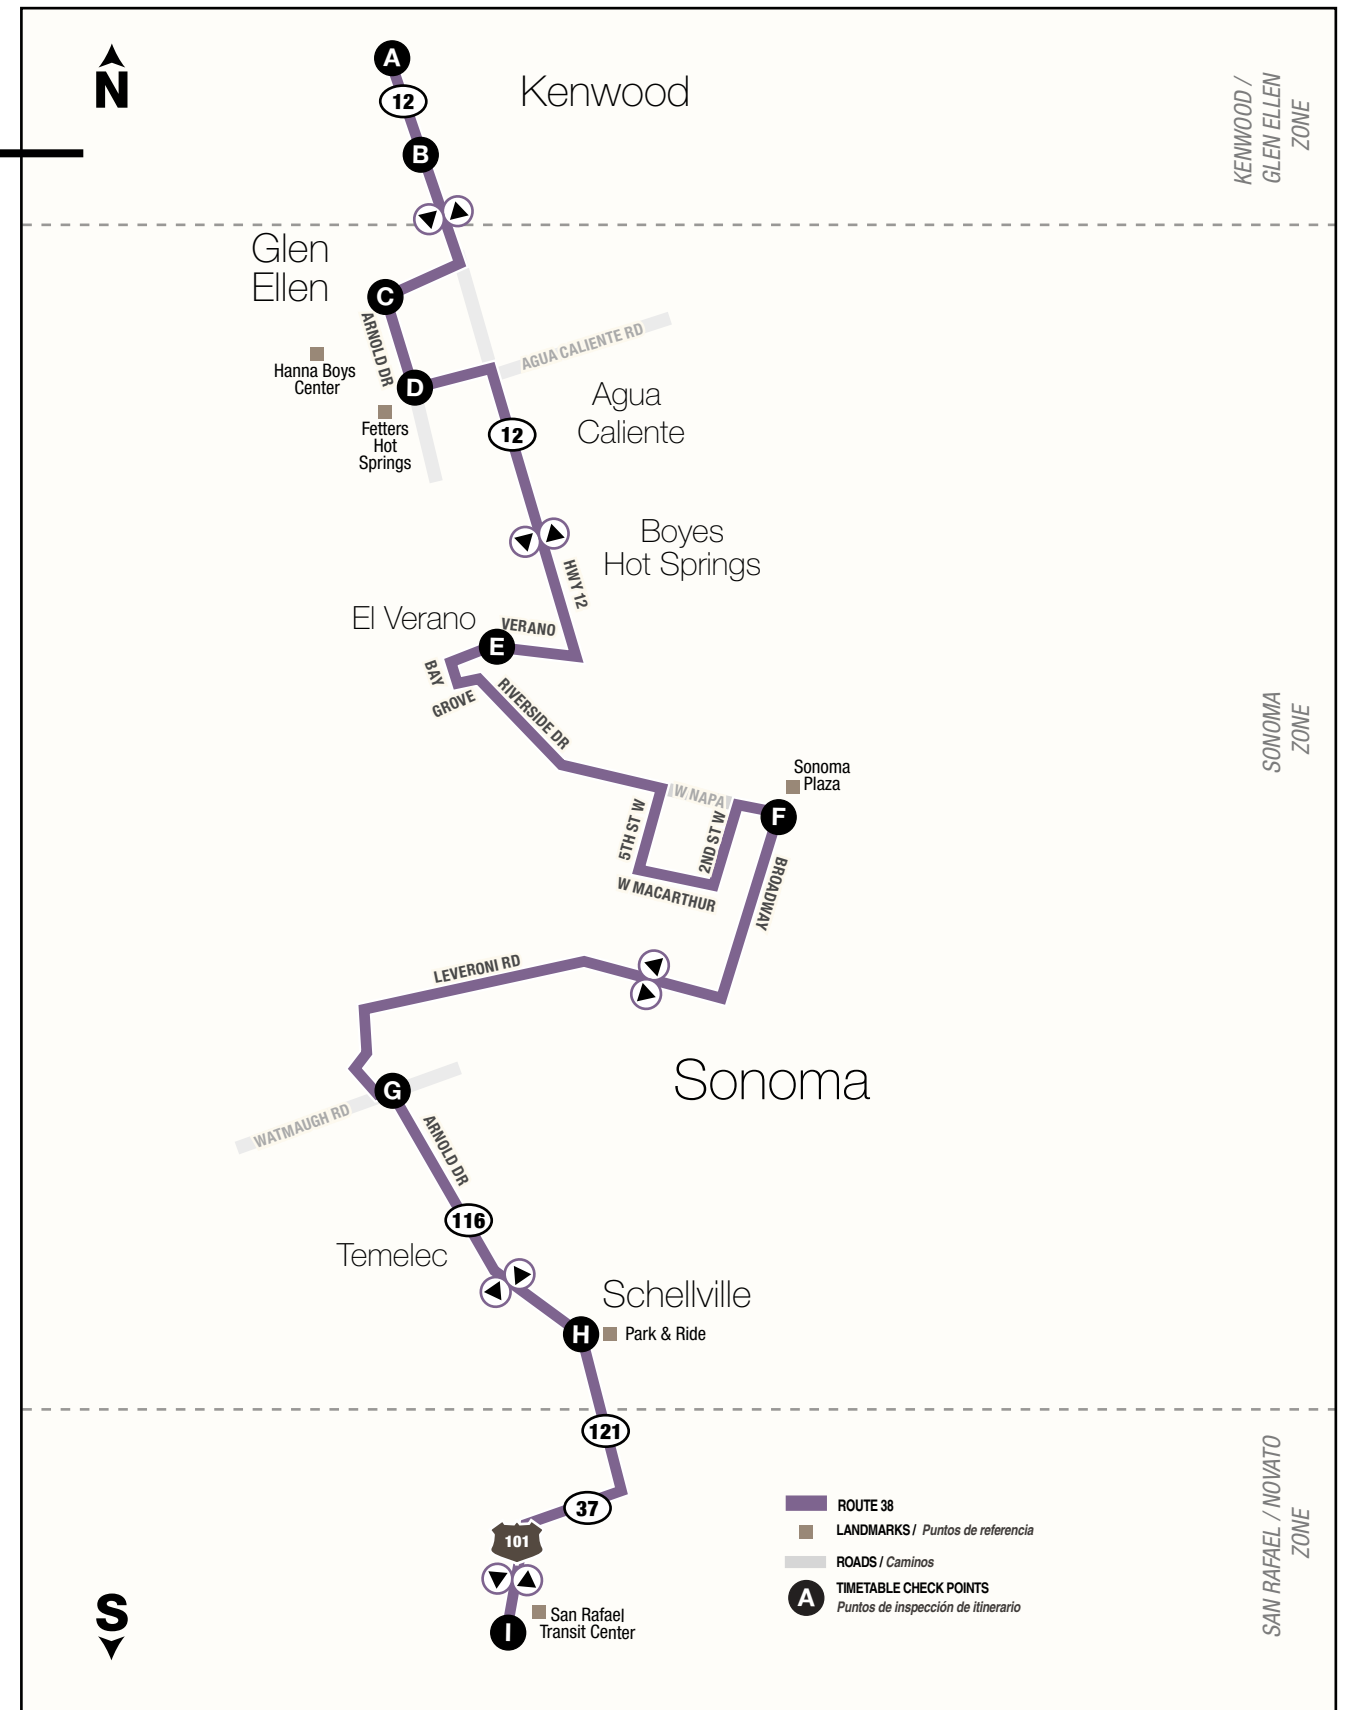 N
A
12
Kenwood
KENWOOD /
GLEN ELLEN
ZONE
B
Glen
Ellen
C
ARNOLD DR
Hanna Boys
Center
D
AGUA CALIENTE RD
Agua
Caliente
Fetters
Hot
Springs
12
Boyes
Hot Springs
HWY 12
El Verano
VERANO
E
BAY
GROVE
RIVERSIDE DR
SONOMA
ZONE
Sonoma
Plaza
W NAPA
F
5TH ST W
2ND ST W
W MACARTHUR
BROADWAY
LEVERONI RD
Sonoma
G
WATMAUGH RD
ARNOLD DR
116
Temelec
Schellville
H
Park & Ride
121
37
101
SAN RAFAEL / NOVATO
ZONE
ROUTE 38
LANDMARKS / Puntos de referencia
ROADS / Caminos
A
TIMETABLE CHECK POINTS
Puntos de inspección de itinerario
S
San Rafael
Transit Center
I